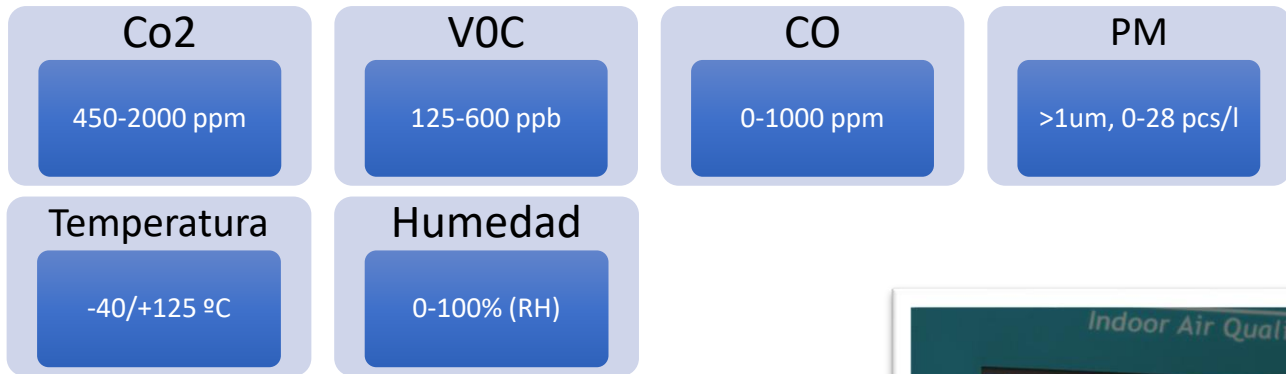 Co2
450-2000 ppm
V0C
125-600 ppb
CO
0-1000 ppm
PM
>1um, 0-28 pcs/l
Temperatura
-40/+125 ºC
Humedad
0-100% (RH)
Indoor Air